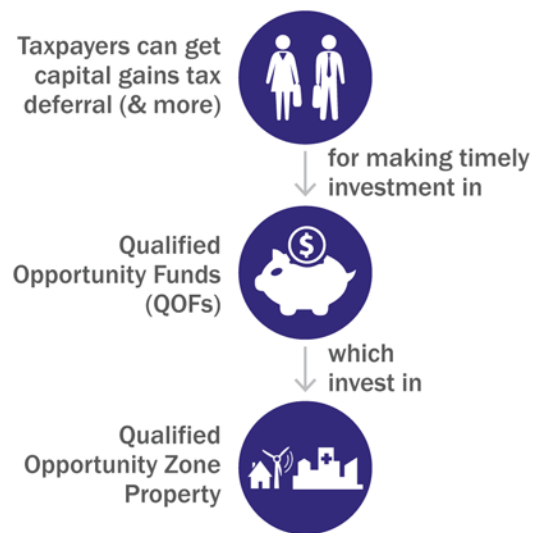 Taxpayers can get
capital gains tax
deferral (& more)
for making timely
investment in
$
Qualified
Opportunity Funds
(QOFs)
which
invest in
Qualified
Opportunity Zone
Property